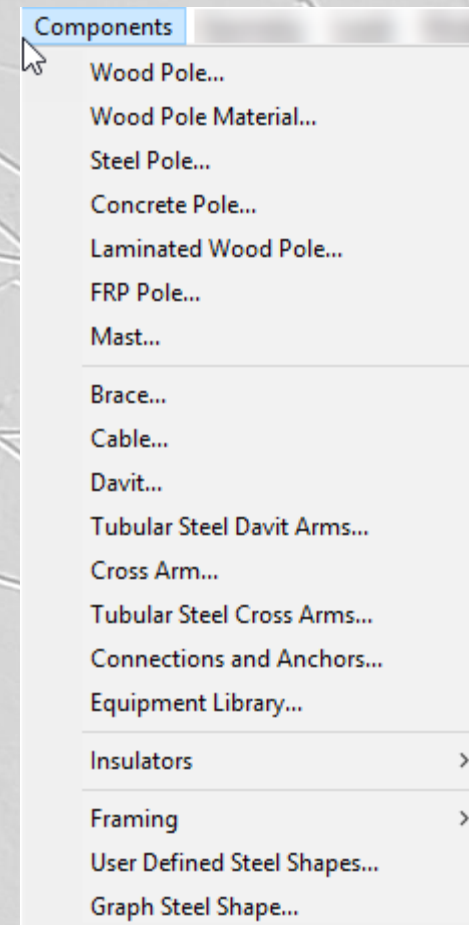 Components
Wood Pole...
Wood Pole Material...
Steel Pole...
Concrete Pole...
Laminated Wood Pole...
FRP Pole...
Mast...
Brace...
Cable...
Davit...
Tubular Steel Davit Arms...
Cross Arm...
Tubular Steel Cross Arms...
Connections and Anchors...
Equipment Library...
Insulators
Framing
User Defined Steel Shapes...
Graph Steel Shape...